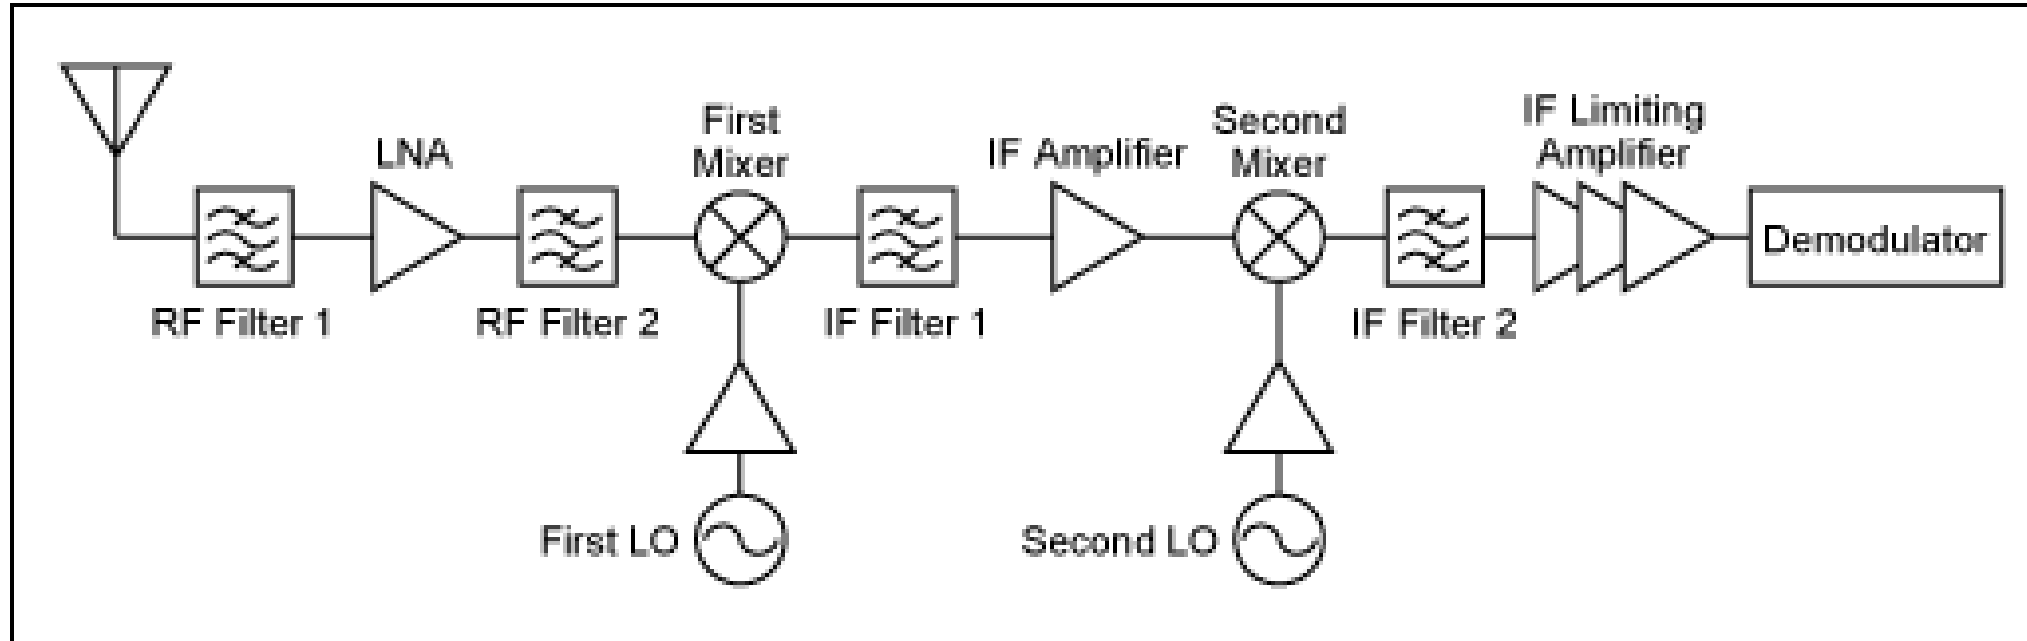 LNA
First
Mixer
IF Amplifier
Second
Mixer
IF Limiting
Amplifier
Demodulator
RF Filter 1
RF Filter 2
IF Filter 1
IF Filter 2
First LO
Second LO